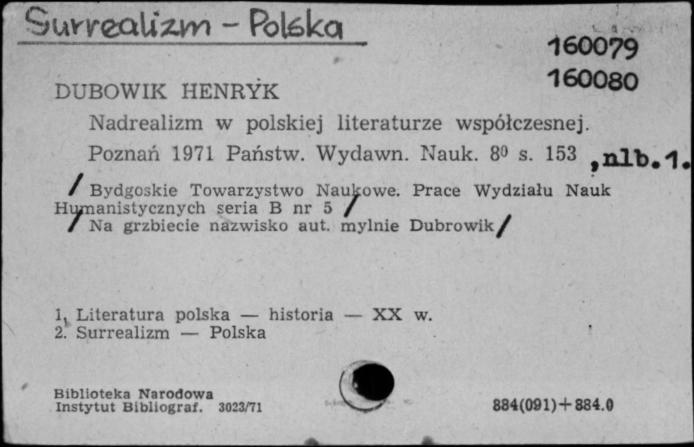 Surrealizm - Polska
160079
160080
DUBOWIK HENRYK
Nadrealizm w polskiej literaturze współczesnej.
Poznań 1971 Państw. Wydawn. Nauk. 8⁰ s. 153 , nlb. 1.
/ Bydgoskie Towarzystwo Naukowe. Prace Wydziału Nauk
Humanistycznych seria B nr 5 /
/ Na grzbiecie nazwisko aut. mylnie Dubrowik /
1. Literatura polska — historia — XX w.
2. Surrealizm — Polska
Biblioteka Narodowa
Instytut Bibliograf. 3023/71
884(091)+884.0